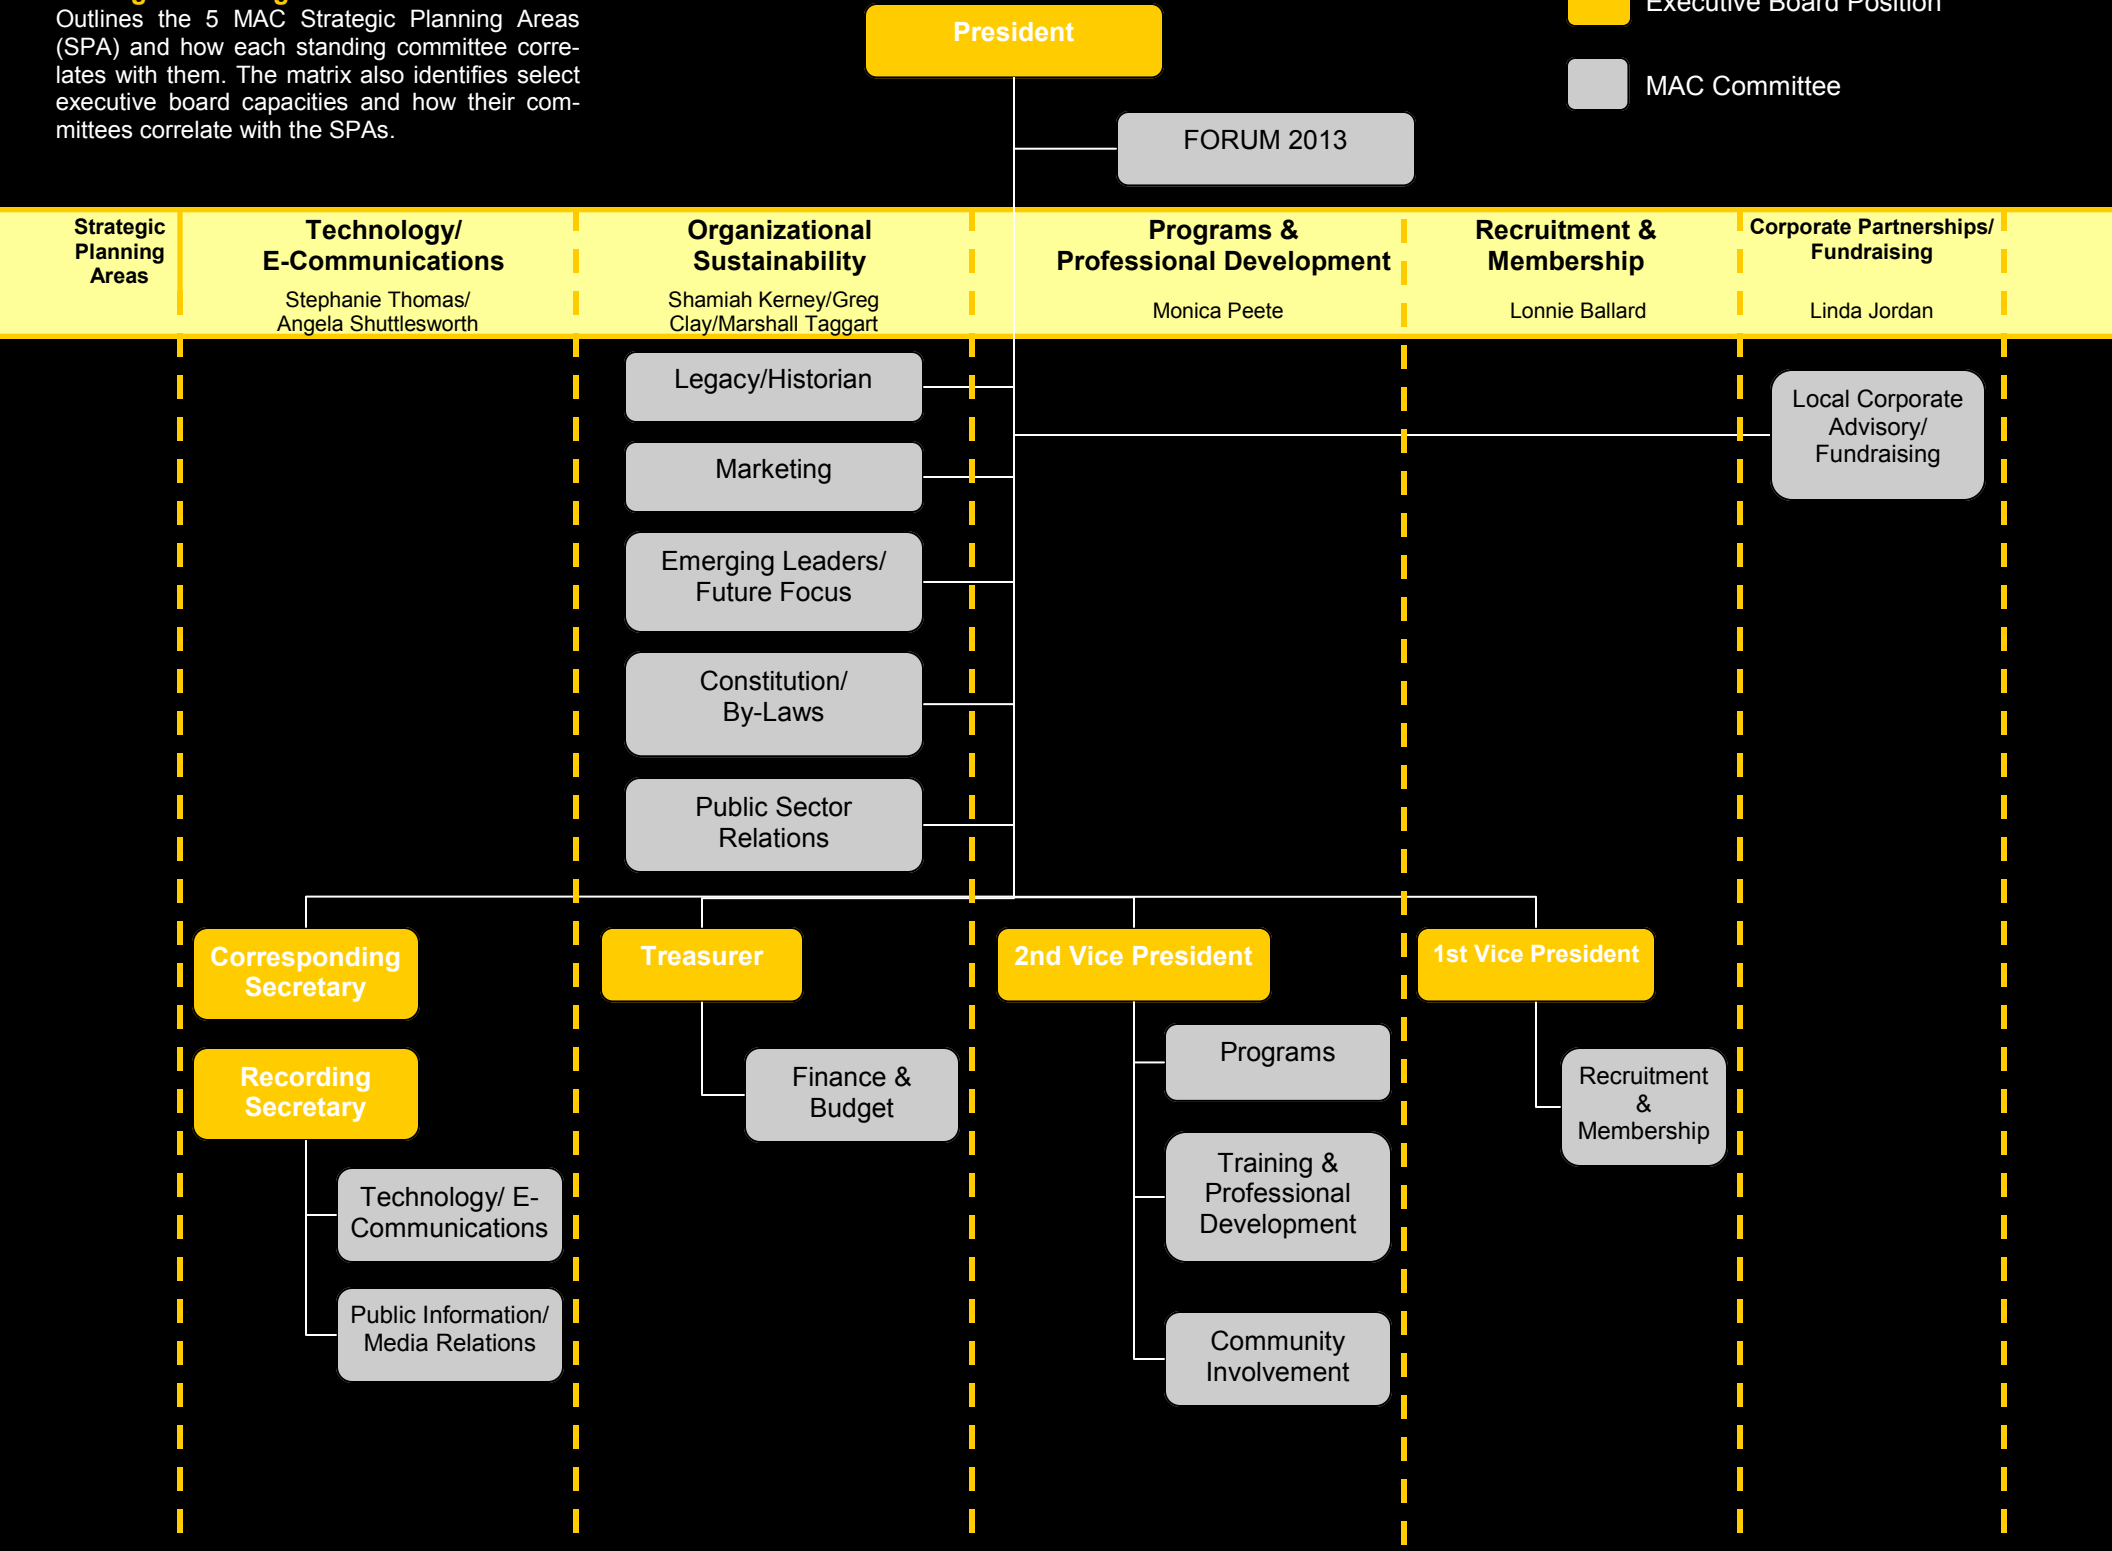 Outlines the 5 MAC Strategic Planning Areas
(SPA) and how each standing committee corre-
lates with them. The matrix also identifies select
executive board capacities and how their com-
mittees correlate with the SPAs.
President
Executive Board Position
MAC Committee
FORUM 2013
Strategic
Planning
Areas
Technology/
E-Communications
Stephanie Thomas/
Angela Shuttlesworth
Organizational
Sustainability
Shamiah Kerney/Greg
Clay/Marshall Taggart
Programs &
Professional Development
Monica Peete
Recruitment &
Membership
Lonnie Ballard
Corporate Partnerships/
Fundraising
Linda Jordan
Legacy/Historian
Local Corporate
Advisory/
Fundraising
Marketing
Emerging Leaders/
Future Focus
Constitution/
By-Laws
Public Sector
Relations
Corresponding
Secretary
Treasurer
2nd Vice President
1st Vice President
Recording
Secretary
Finance &
Budget
Programs
Recruitment
&
Membership
Training &
Professional
Development
Technology/ E-
Communications
Public Information/
Media Relations
Community
Involvement